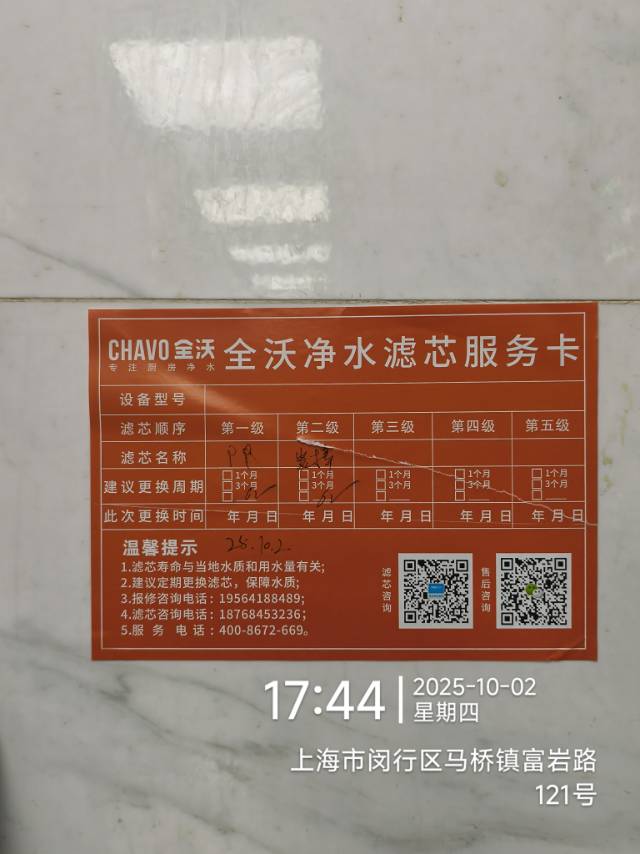 CHAVO 全沃 全沃净水滤芯服务卡
专注厨房净水
设备型号
滤芯顺序 第一级 第二级 第三级 第四级 第五级
滤芯名称 PP
建议更换周期 1个月 1个月 1个月 1个月 1个月
3个月 3个月 3个月 3个月 3个月
此次更换时间 年月日 年月日 年月日 年月日 年月日
温馨提示 25.10.2.
1.滤芯寿命与当地水质和用水量有关;
2.建议定期更换滤芯，保障水质;
3.报修咨询电话: 19564188489;
4.滤芯咨询电话: 18768453236;
5.服务电话: 400-8672-669。
滤芯咨询
售后咨询
17:44
2025-10-02
星期四
上海市闵行区马桥镇富岩路
121号